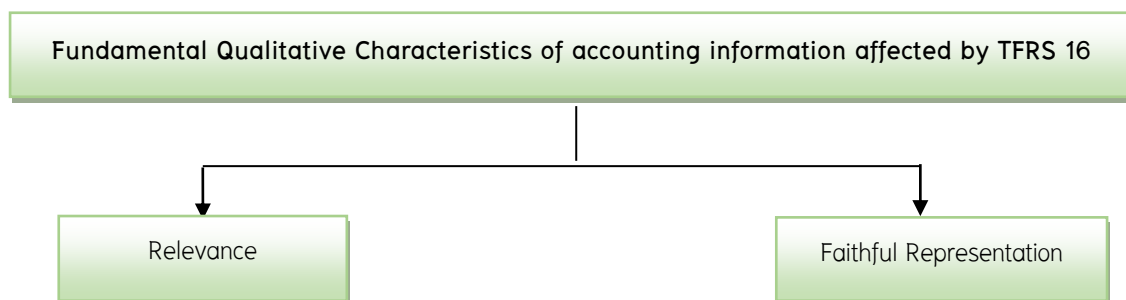 Fundamental Qualitative Characteristics of accounting information affected by TFRS 16
Relevance
Faithful Representation